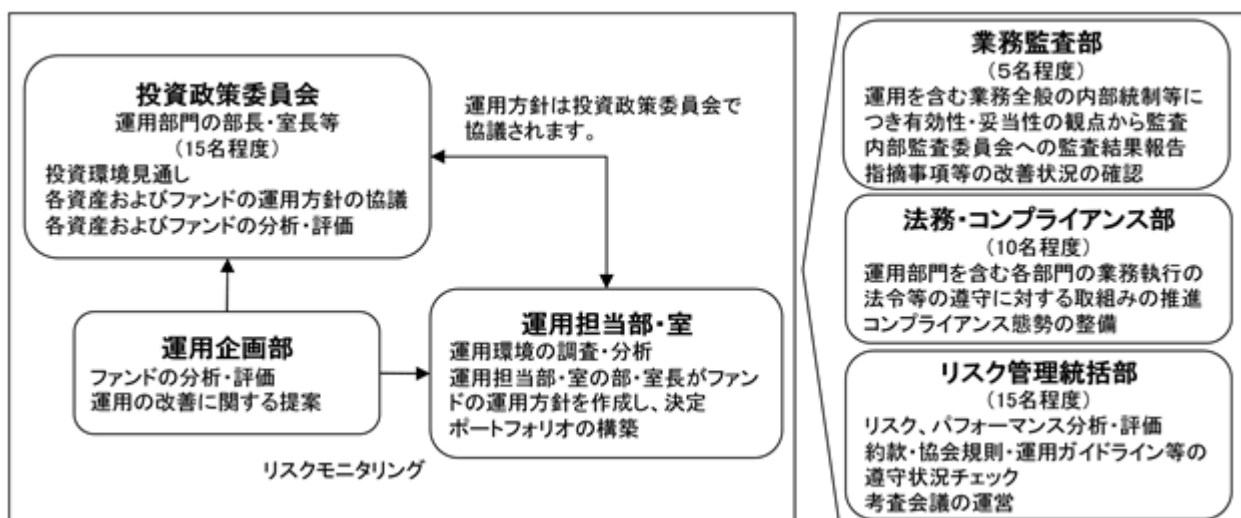 投資政策委員会
運用部門の部長・室長等
(15名程度)
投資環境見通し
各資産およびファンドの運用方針の協議
各資産およびファンドの分析・評価
運用方針は投資政策委員会で
協議されます。
運用企画部
ファンドの分析・評価
運用の改善に関する提案
運用担当部・室
運用環境の調査・分析
運用担当部・室の部・室長がファン
ドの運用方針を作成し、決定
ポートフォリオの構築
リスクモニタリング
業務監査部
(5名程度)
運用を含む業務全般の内部統制等に
つき有効性・妥当性の観点から監査
内部監査委員会への監査結果報告
指摘事項等の改善状況の確認
法務・コンプライアンス部
(10名程度)
運用部門を含む各部門の業務執行の
法令等の遵守に対する取組みの推進
コンプライアンス態勢の整備
リスク管理統括部
(15名程度)
リスク、パフォーマンス分析・評価
約款・協会規則・運用ガイドライン等の
遵守状況チェック
考査会議の運営